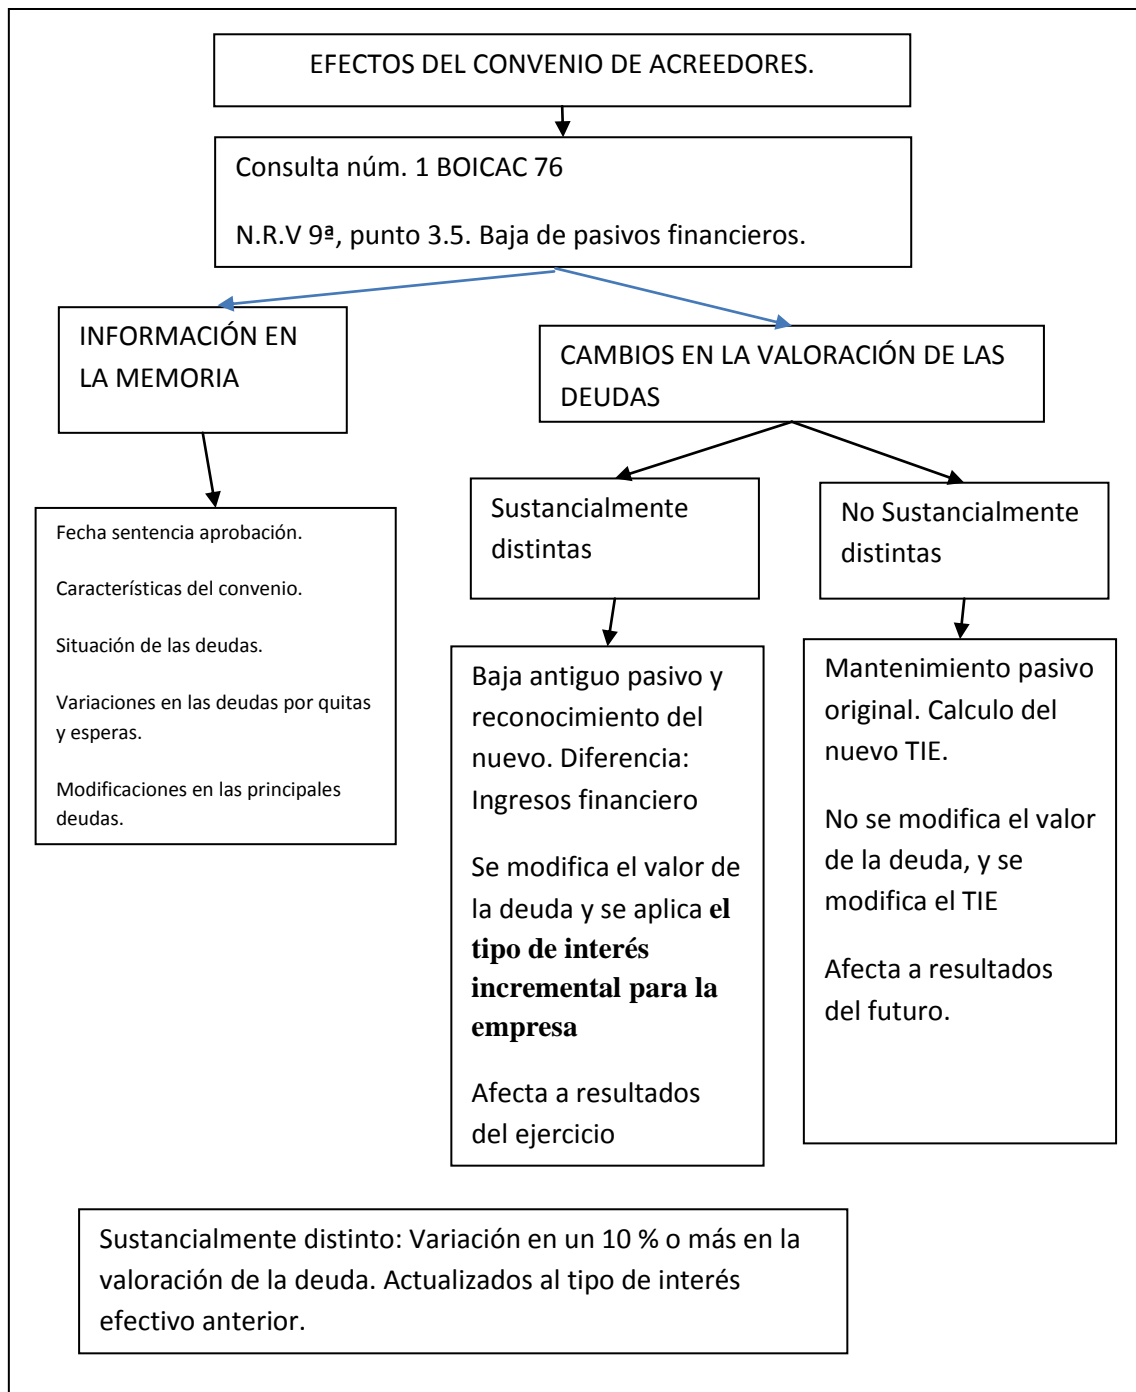 EFECTOS DEL CONVENIO DE ACREEDORES.
Consulta núm. 1 BOICAC 76
N.R.V 9ª, punto 3.5. Baja de pasivos financieros.
INFORMACIÓN EN
LA MEMORIA
CAMBIOS EN LA VALORACIÓN DE LAS
DEUDAS
Fecha sentencia aprobación.
Características del convenio.
Situación de las deudas.
Variaciones en las deudas por quitas
y esperas.
Modificaciones en las principales
deudas.
Sustancialmente
distintas
No Sustancialmente
distintas
Baja antiguo pasivo y
reconocimiento del
nuevo. Diferencia:
Ingresos financiero
Se modifica el valor de
la deuda y se aplica el
tipo de interés
incremental para la
empresa
Afecta a resultados
del ejercicio
Mantenimiento pasivo
original. Calculo del
nuevo TIE.
No se modifica el valor
de la deuda, y se
modifica el TIE
Afecta a resultados
del futuro.
Sustancialmente distinto: Variación en un 10 % o más en la
valoración de la deuda. Actualizados al tipo de interés
efectivo anterior.